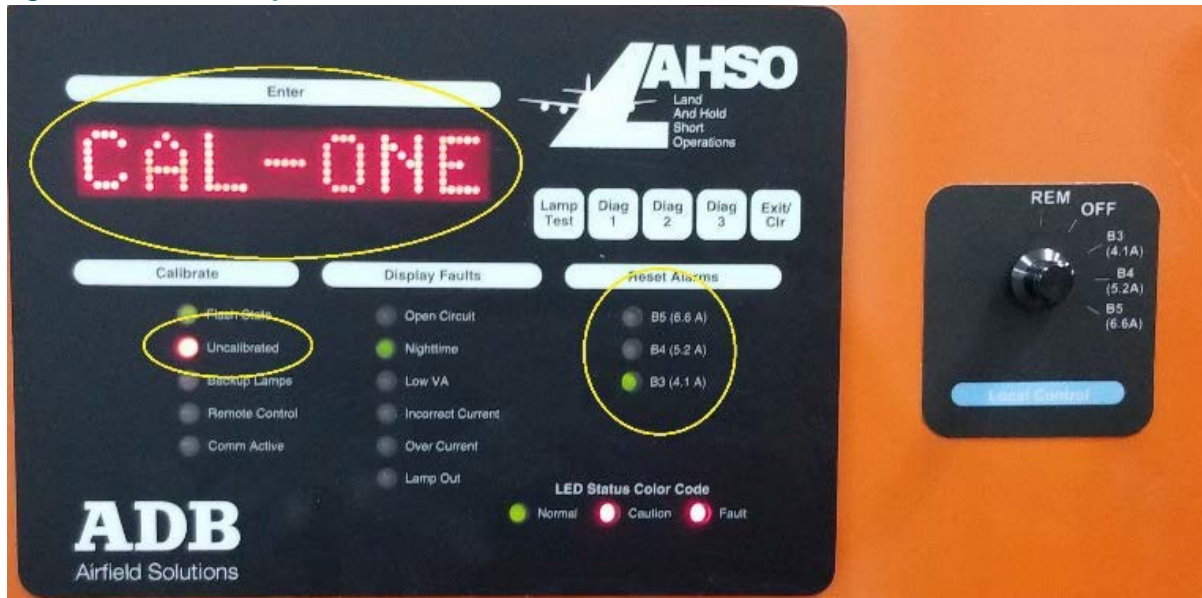 Enter
CAL-ONE
LAHSO
Land
And Hold
Short
Operations
Lamp
Test
Diag
1
Diag
2
Diag
3
Exit/
Clr
Calibrate
Flash State
Uncalibrated
Backup Lamps
Remote Control
Comm Active
Display Faults
Open Circuit
Nighttime
Low VA
Incorrect Current
Over Current
Lamp Out
Reset Alarms
B5 (6.6 A)
B4 (5.2 A)
B3 (4.1 A)
LED Status Color Code
Normal
Caution
Fault
ADB
Airfield Solutions
REM
OFF
B3
(4.1A)
B4
(5.2A)
B5
(6.6A)
Local Control